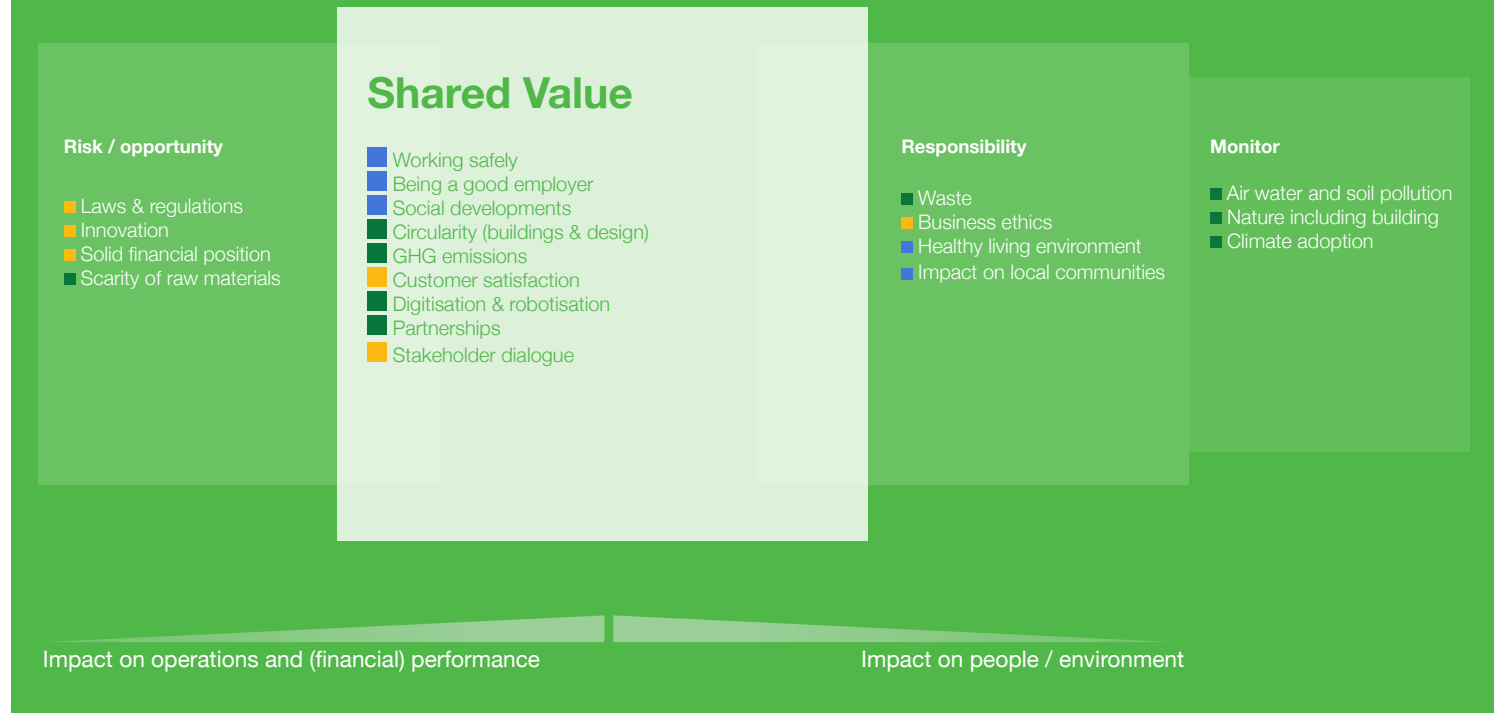 Shared Value
Risk / opportunity
Laws & regulations
Innovation
Solid financial position
Scarity of raw materials
Working safely
Being a good employer
Social developments
Circularity (buildings & design)
GHG emissions
Customer satisfaction
Digitisation & robotisation
Partnerships
Stakeholder dialogue
Responsibility
Waste
Business ethics
Healthy living environment
Impact on local communities
Monitor
Air water and soil pollution
Nature including building
Climate adoption
Impact on operations and (financial) performance
Impact on people / environment